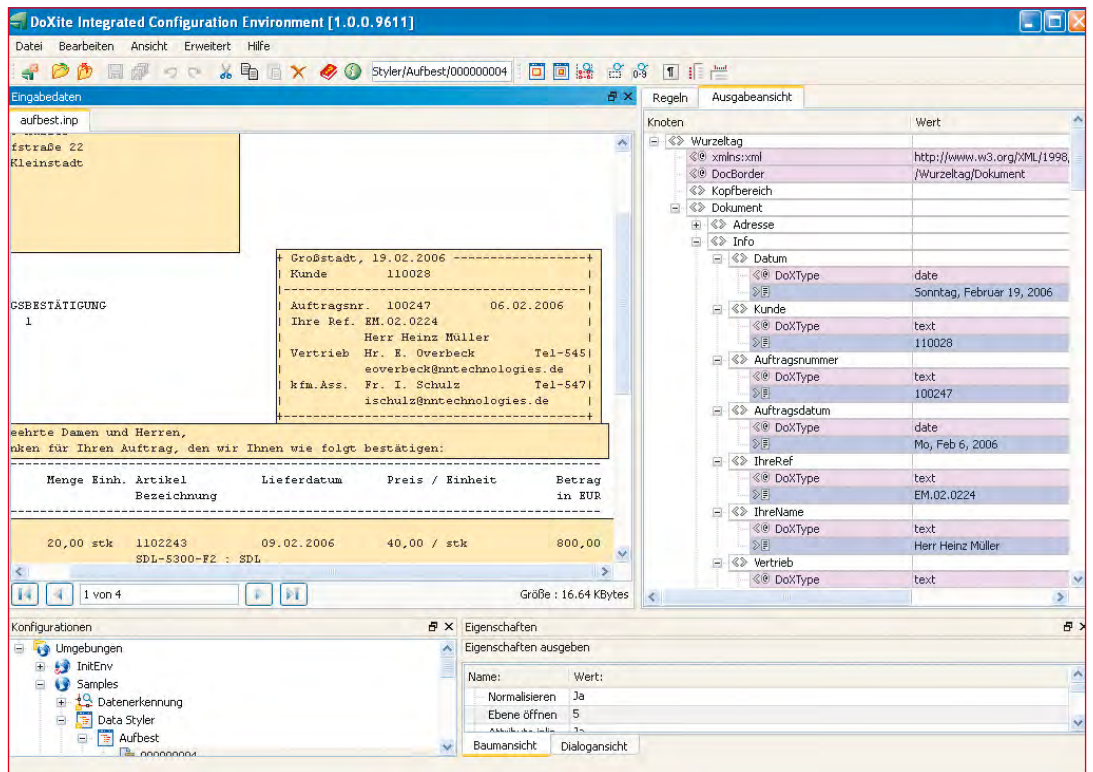 DoXite Integrated Configuration Environment [1.0.0.9611]
Datei Bearbeiten Ansicht Erweitert Hilfe
Styler/Aufbest/000000004
Eingabedaten
aufbest.inp
fstraße 22
Kleinstadt
+ Großstadt, 19.02.2006 -----------------+
| Kunde 110028 |
|--------------------------------------|
GSBESTÄTIGUNG
1
| Auftragsnr. 100247 06.02.2006 |
| Ihre Ref. EM.02.0224 |
| Herr Heinz Müller |
| Vertrieb Hr. E. Overbeck Tel-545|
| eoverbeck@nntechnologies.de |
| kfm.Ass. Fr. I. Schulz Tel-547|
| ischulz@nntechnologies.de |
+--------------------------------------+
eehrte Damen und Herren,
nken für Ihren Auftrag, den wir Ihnen wie folgt bestätigen:
Menge Einh. Artikel Lieferdatum Preis / Einheit Betrag
Bezeichnung in EUR
20,00 stk 1102243 09.02.2006 40,00 / stk 800,00
SDL-5300-F2 : SDL
1 von 4
Größe : 16.64 KBytes
Regeln Ausgabeansicht
Knoten Wert
Wurzeltag
xmlns:xml http://www.w3.org/XML/1998,
DocBorder /Wurzeltag/Dokument
Kopfbereich
Dokument
Adresse
Info
Datum
DoXType date
Sonntag, Februar 19, 2006
Kunde
DoXType text
110028
Auftragsnummer
DoXType text
100247
Auftragsdatum
DoXType date
Mo, Feb 6, 2006
IhreRef
DoXType text
EM.02.0224
IhreName
DoXType text
Herr Heinz Müller
Vertrieb
DoXType text
Konfigurationen
Umgebungen
InitEnv
Samples
Datenerkennung
Data Styler
Aufbest
000000004
Eigenschaften
Eigenschaften ausgeben
Name: Wert:
Normalisieren Ja
Ebene öffnen 5
Baumansicht Dialogansicht